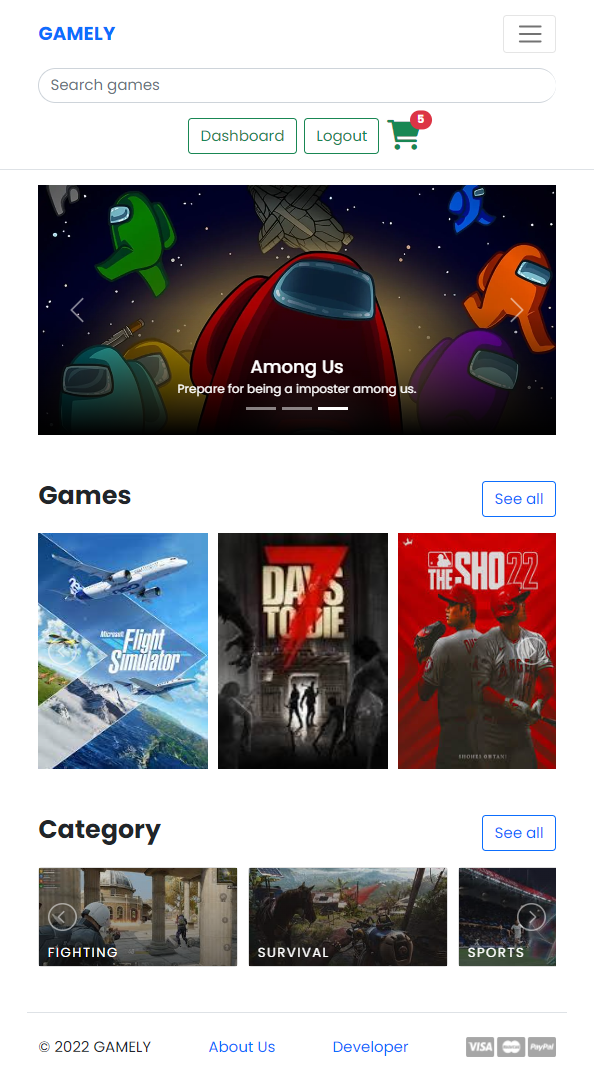 GAMELY
Search games
Dashboard
Logout
5
Among Us
Prepare for being a imposter among us.
Games
See all
Microsoft
Flight
Simulator
7
DAYS
TO DIE
THE SHO 22
SHOHEI OHTANI
Category
See all
FIGHTING
SURVIVAL
SPORTS
© 2022 GAMELY
About Us
Developer
VISA
PayPal